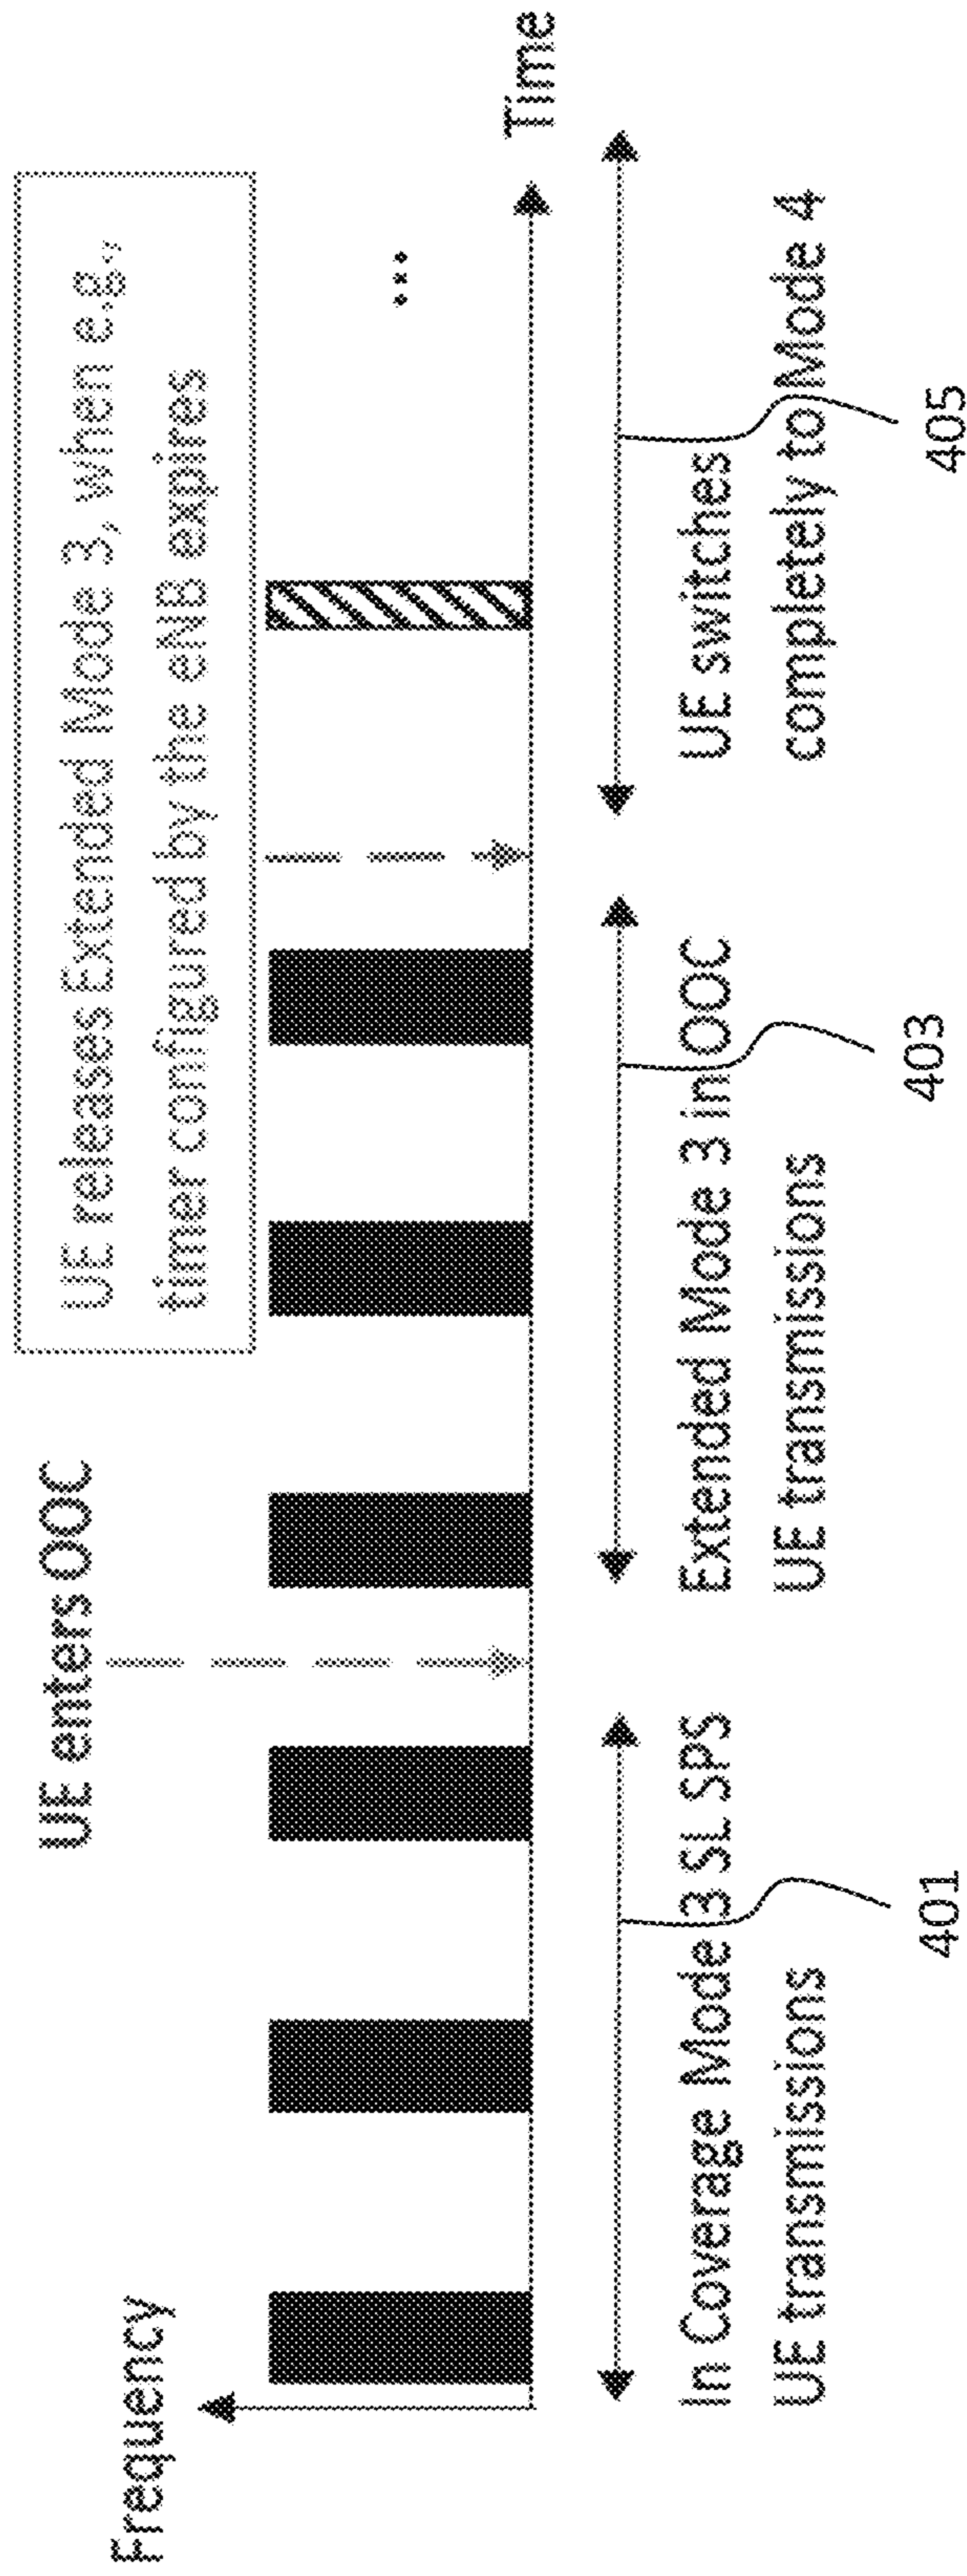 Frequency
UE enters OOC
UE releases Extended Mode 3, when e.g.,
timer configured by the eNB expires
...
Time
In Coverage Mode 3 SL SPS
UE transmissions
401
Extended Mode 3 in OOC
UE transmissions
403
UE switches
completely to Mode 4
405